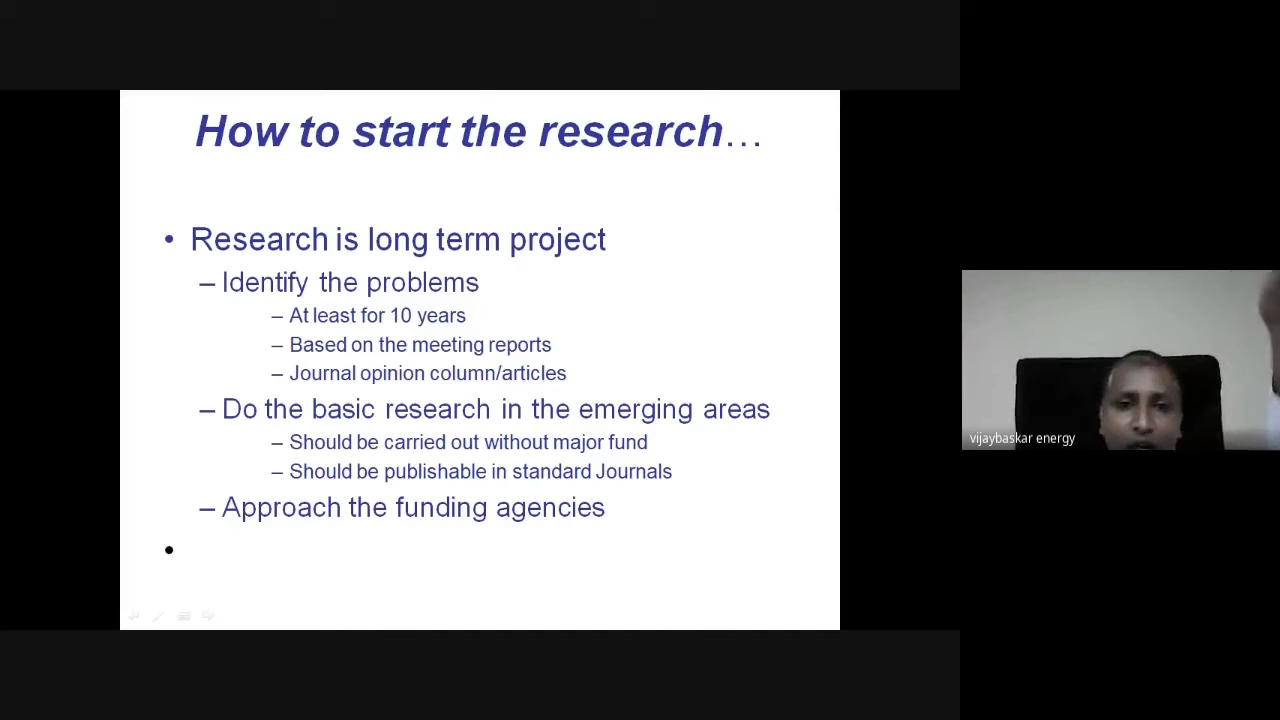 How to start the research…
• Research is long term project
– Identify the problems
– At least for 10 years
– Based on the meeting reports
– Journal opinion column/articles
– Do the basic research in the emerging areas
– Should be carried out without major fund
– Should be publishable in standard Journals
– Approach the funding agencies
•
vijaybaskar energy